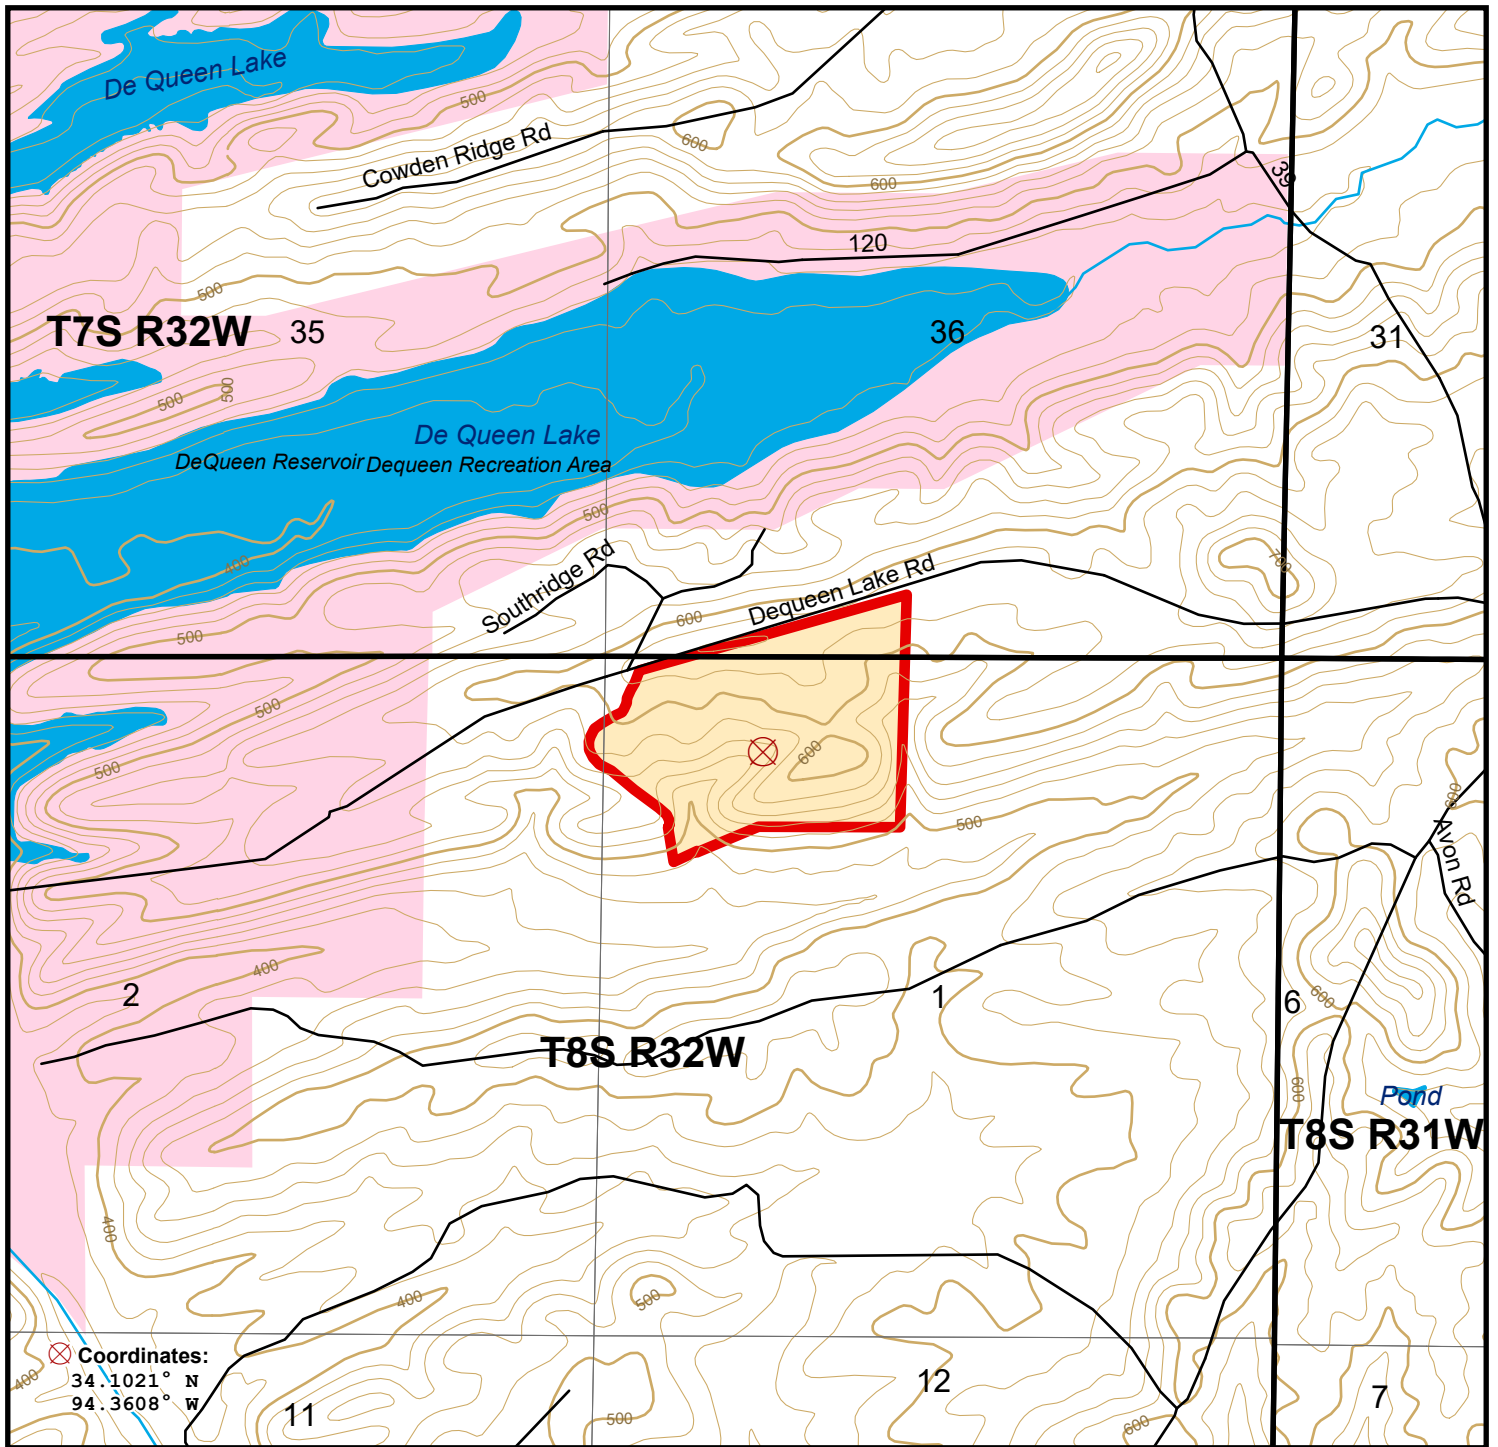 De Queen Lake
500
Cowden Ridge Rd
600
600
39
120
500
T7S R32W
35
36
31
500
500
De Queen Lake
DeQueen Reservoir
Dequeen Recreation Area
500
400
700
Southridge Rd
Dequeen Lake Rd
600
500
500
600
500
500
600
Avon Rd
400
2
1
6
600
T8S R32W
600
Pond
T8S R31W
400
400
500
Coordinates:
34.1021° N
94.3608° W
400
11
500
12
600
7